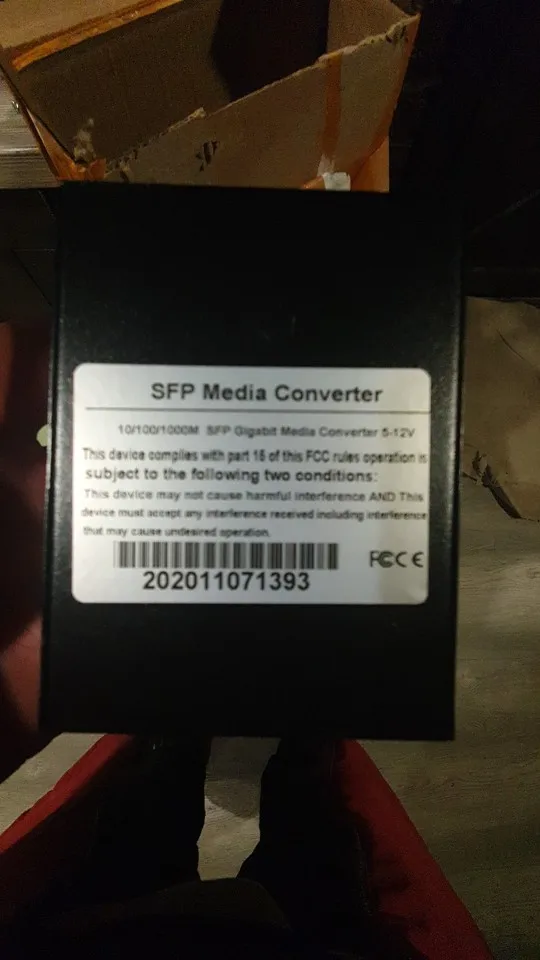 SFP Media Converter
10/100/1000M SFP Gigabit Media Converter 5-12V
This device complies with part 15 of this FCC rules operation is
subject to the following two conditions:
This device may not cause harmful interference AND This
device must accept any interference received including interference
that may cause undesired operation.
FC CE
202011071393